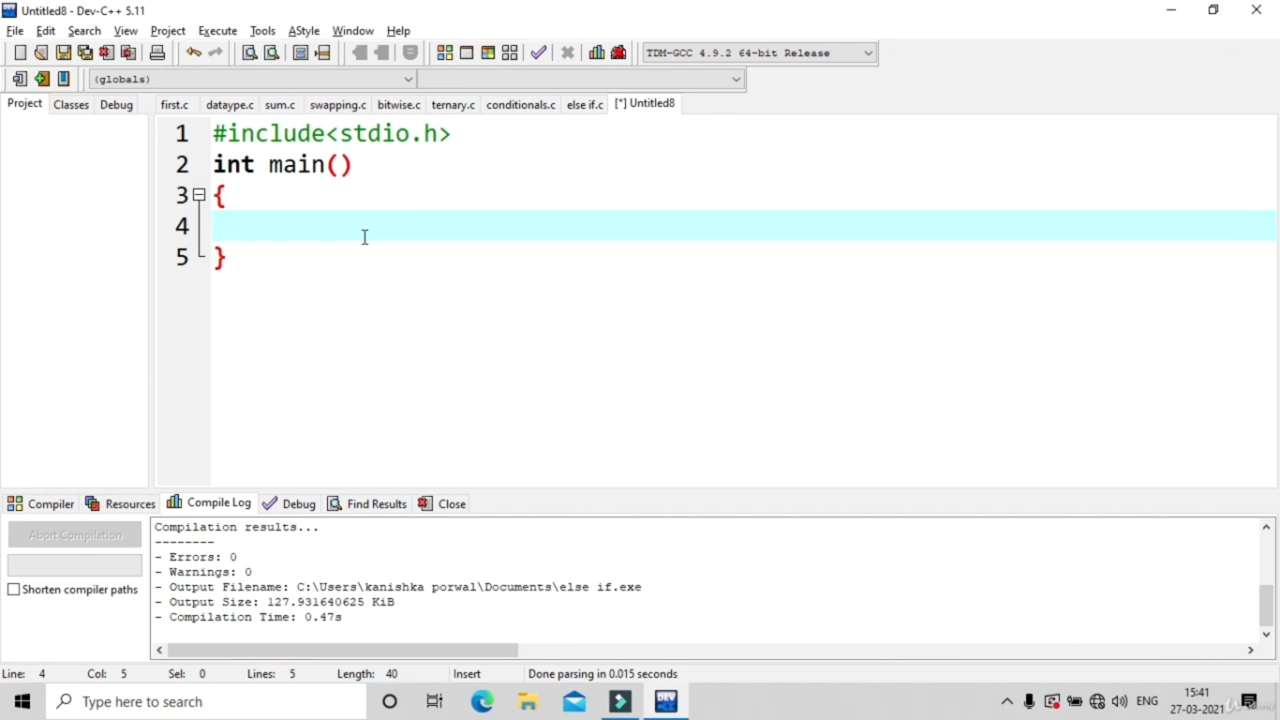 Untitled8 - Dev-C++ 5.11
File Edit Search View Project Execute Tools AStyle Window Help
TDM-GCC 4.9.2 64-bit Release
(globals)
Project Classes Debug first.c dataype.c sum.c swapping.c bitwise.c ternary.c conditionals.c else if.c [*] Untitled8
1 #include<stdio.h>
2 int main()
3 {
4
5 }
Compiler Resources Compile Log Debug Find Results Close
Abort Compilation
Shorten compiler paths
Compilation results...
--------
- Errors: 0
- Warnings: 0
- Output Filename: C:\Users\kanishka porwal\Documents\else if.exe
- Output Size: 127.931640625 KiB
- Compilation Time: 0.47s
Line: 4 Col: 5 Sel: 0 Lines: 5 Length: 40 Insert Done parsing in 0.015 seconds
Type here to search
DEV
ENG
15:41
27-03-2021
Udemy